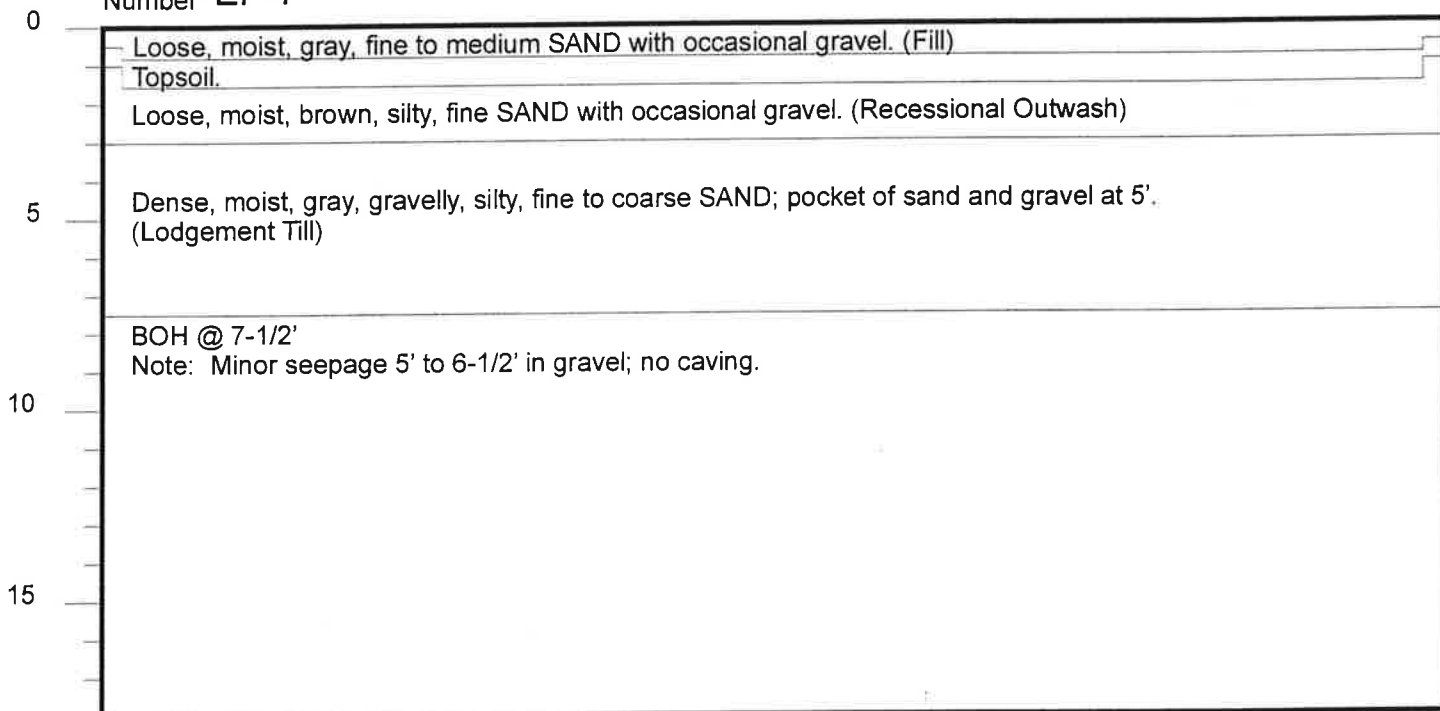 Number
0
Loose, moist, gray, fine to medium SAND with occasional gravel. (Fill)
Topsoil.
Loose, moist, brown, silty, fine SAND with occasional gravel. (Recessional Outwash)
5
Dense, moist, gray, gravelly, silty, fine to coarse SAND; pocket of sand and gravel at 5'.
(Lodgement Till)
BOH @ 7-1/2'
Note: Minor seepage 5' to 6-1/2' in gravel; no caving.
10
15